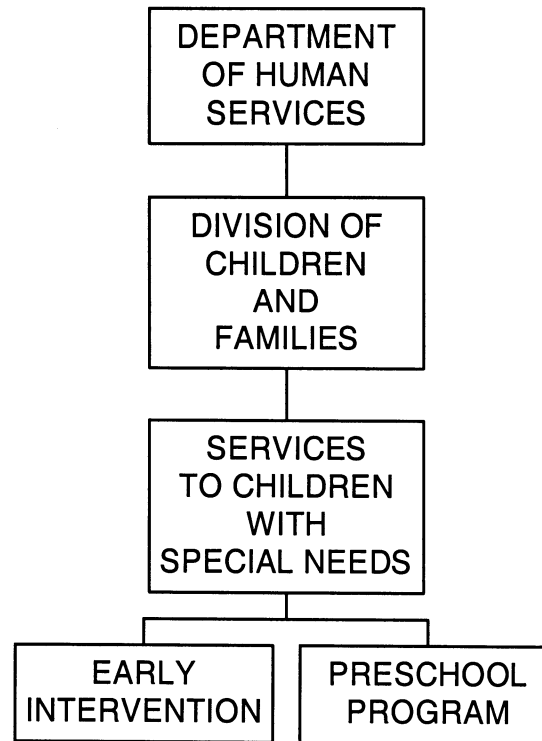 DEPARTMENT
OF HUMAN
SERVICES
DIVISION OF
CHILDREN
AND
FAMILIES
SERVICES
TO CHILDREN
WITH
SPECIAL NEEDS
EARLY
INTERVENTION
PRESCHOOL
PROGRAM